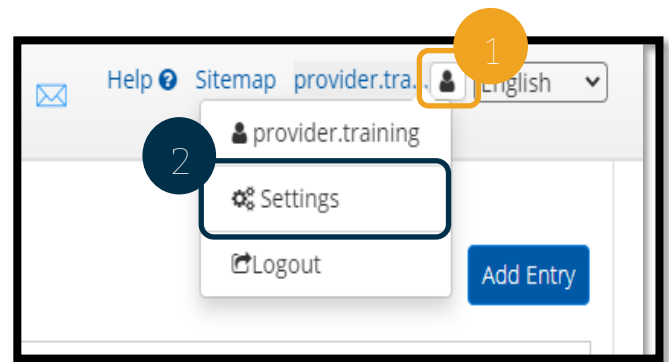 1
Help Sitemap provider.tra... English
provider.training
2
Settings
Logout
Add Entry